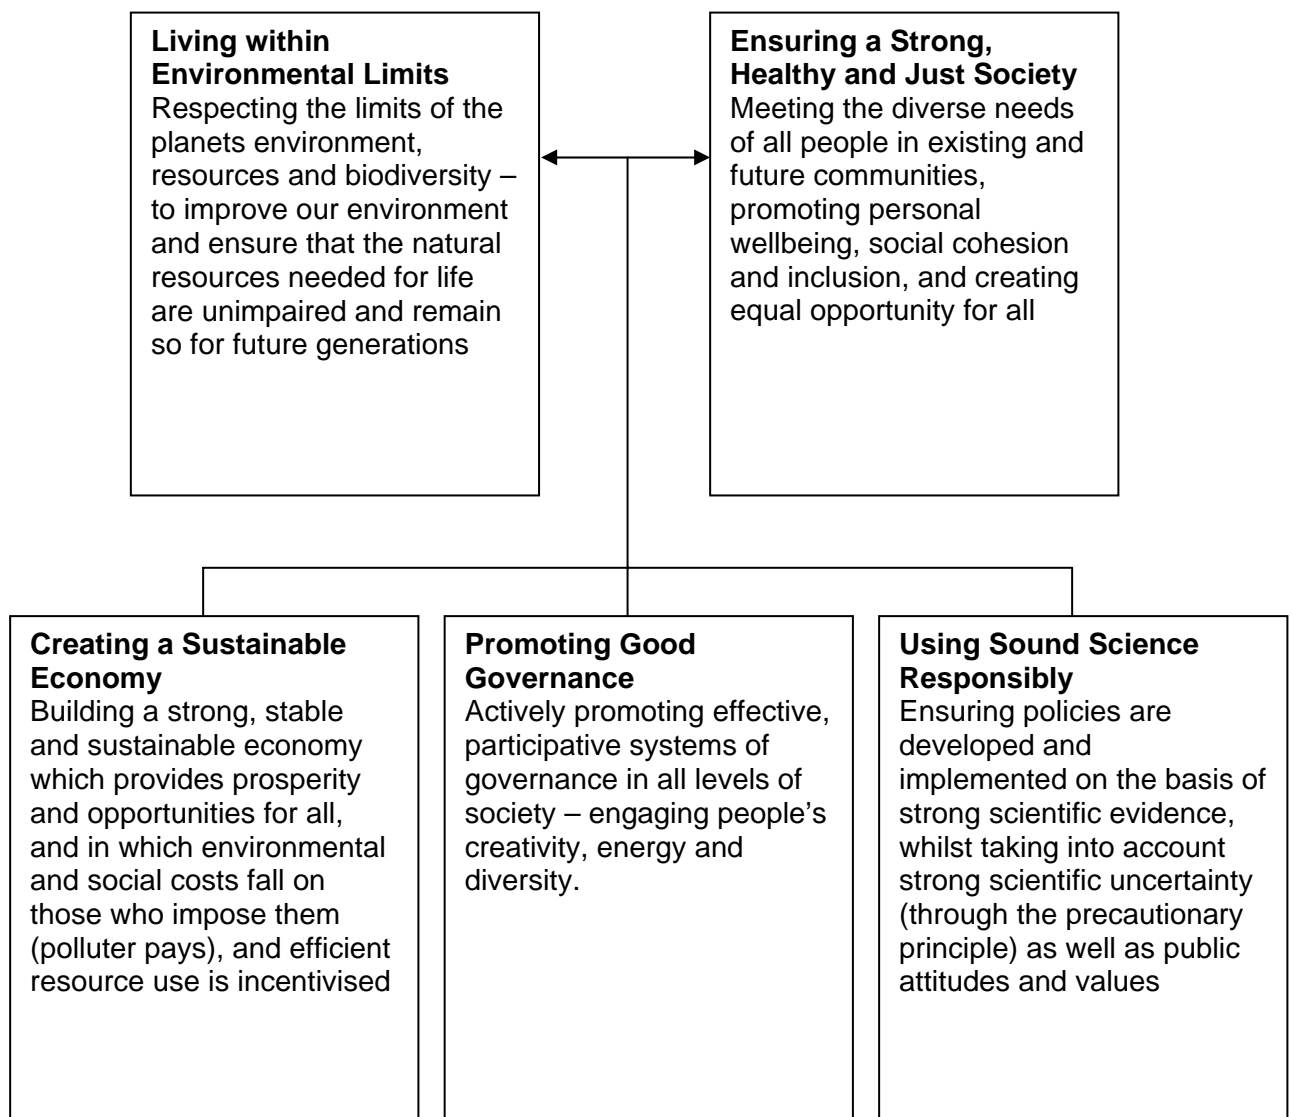 Living within
Environmental Limits
Respecting the limits of the
planets environment,
resources and biodiversity –
to improve our environment
and ensure that the natural
resources needed for life
are unimpaired and remain
so for future generations
Ensuring a Strong,
Healthy and Just Society
Meeting the diverse needs
of all people in existing and
future communities,
promoting personal
wellbeing, social cohesion
and inclusion, and creating
equal opportunity for all
Creating a Sustainable
Economy
Building a strong, stable
and sustainable economy
which provides prosperity
and opportunities for all,
and in which environmental
and social costs fall on
those who impose them
(polluter pays), and efficient
resource use is incentivised
Promoting Good
Governance
Actively promoting effective,
participative systems of
governance in all levels of
society – engaging people’s
creativity, energy and
diversity.
Using Sound Science
Responsibly
Ensuring policies are
developed and
implemented on the basis of
strong scientific evidence,
whilst taking into account
strong scientific uncertainty
(through the precautionary
principle) as well as public
attitudes and values